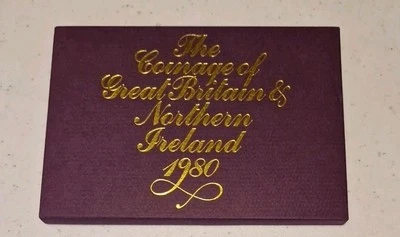 The
Coinage of
Great Britain &
Northern
Ireland
1980